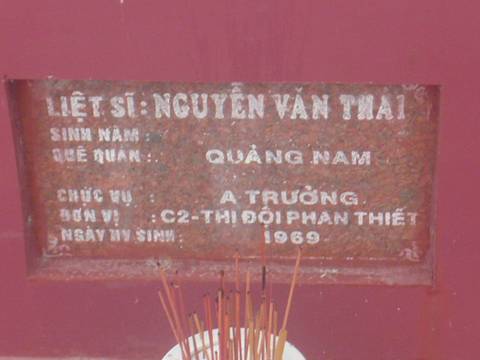 LIỆT SĨ: NGUYỄN VĂN THAI
SINH NĂM :
QUÊ QUÁN : QUẢNG NAM
CHỨC VỤ : A TRƯỞNG
ĐƠN VỊ : C2-THỊ ĐỘI PHAN THIẾT
NGÀY HY SINH : 1969